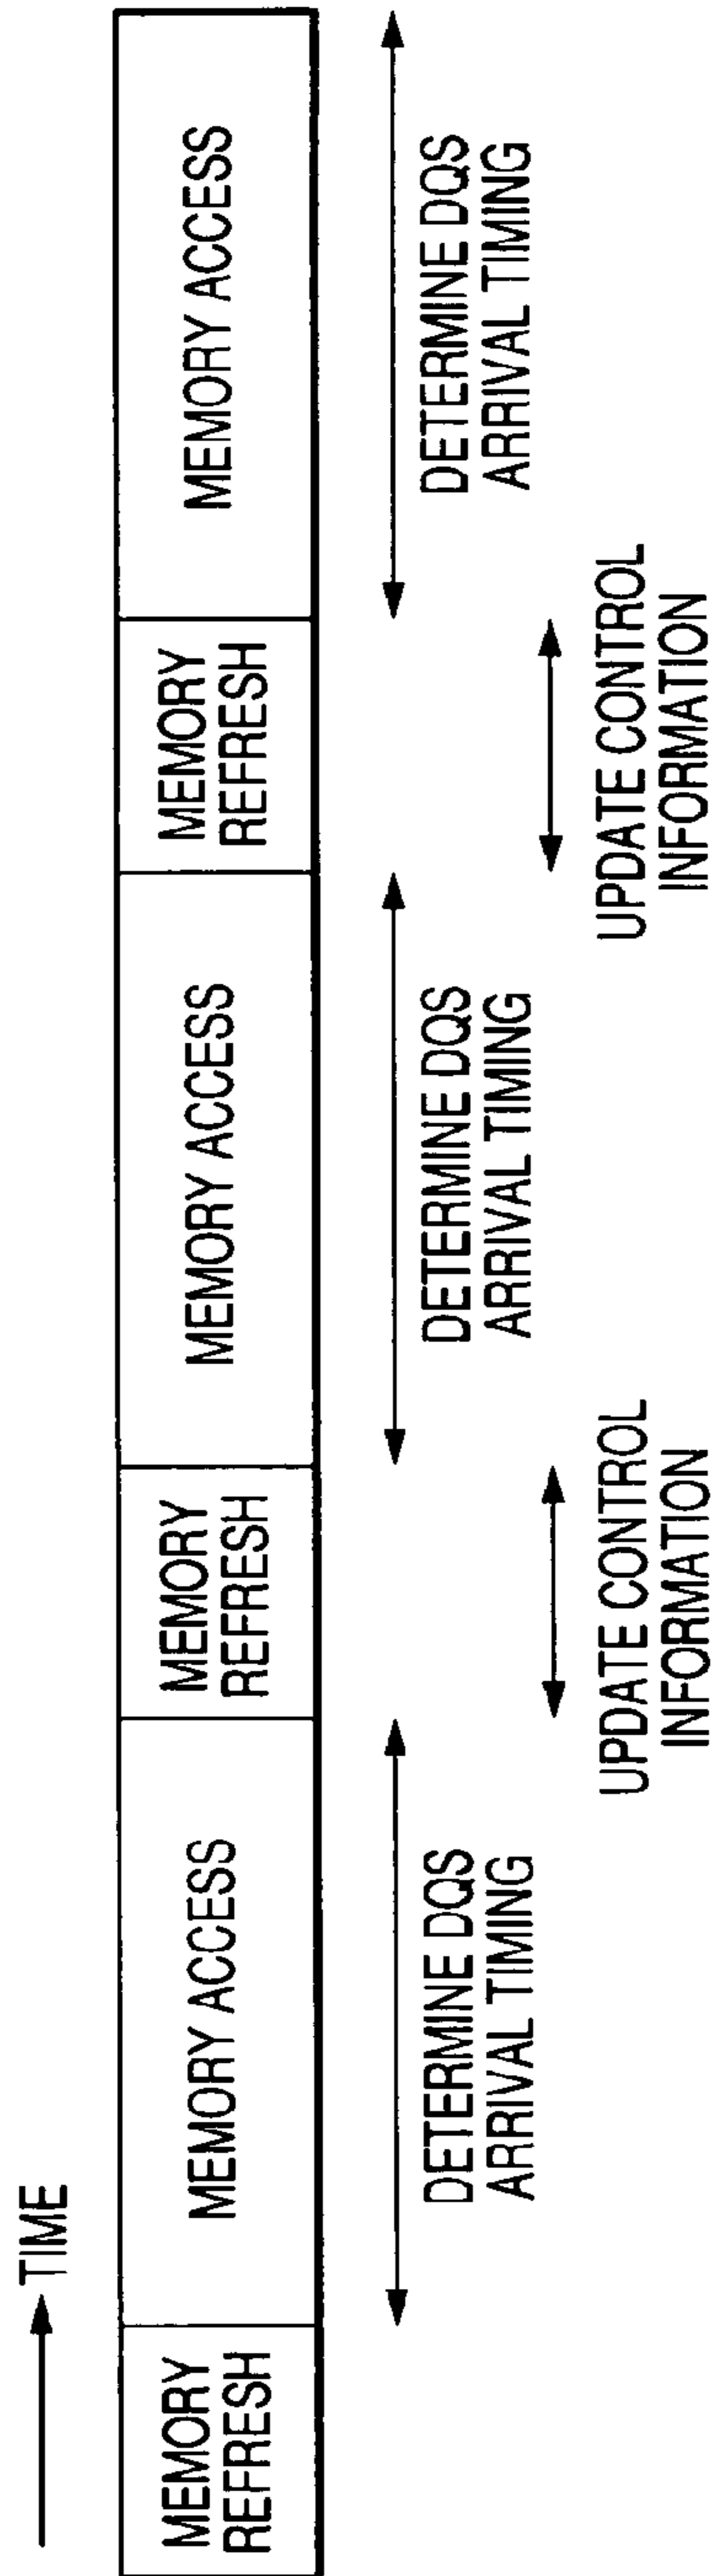 TIME
MEMORY
REFRESH
MEMORY ACCESS
MEMORY
REFRESH
MEMORY ACCESS
MEMORY
REFRESH
MEMORY ACCESS
DETERMINE DQS
ARRIVAL TIMING
DETERMINE DQS
ARRIVAL TIMING
DETERMINE DQS
ARRIVAL TIMING
UPDATE CONTROL
INFORMATION
UPDATE CONTROL
INFORMATION